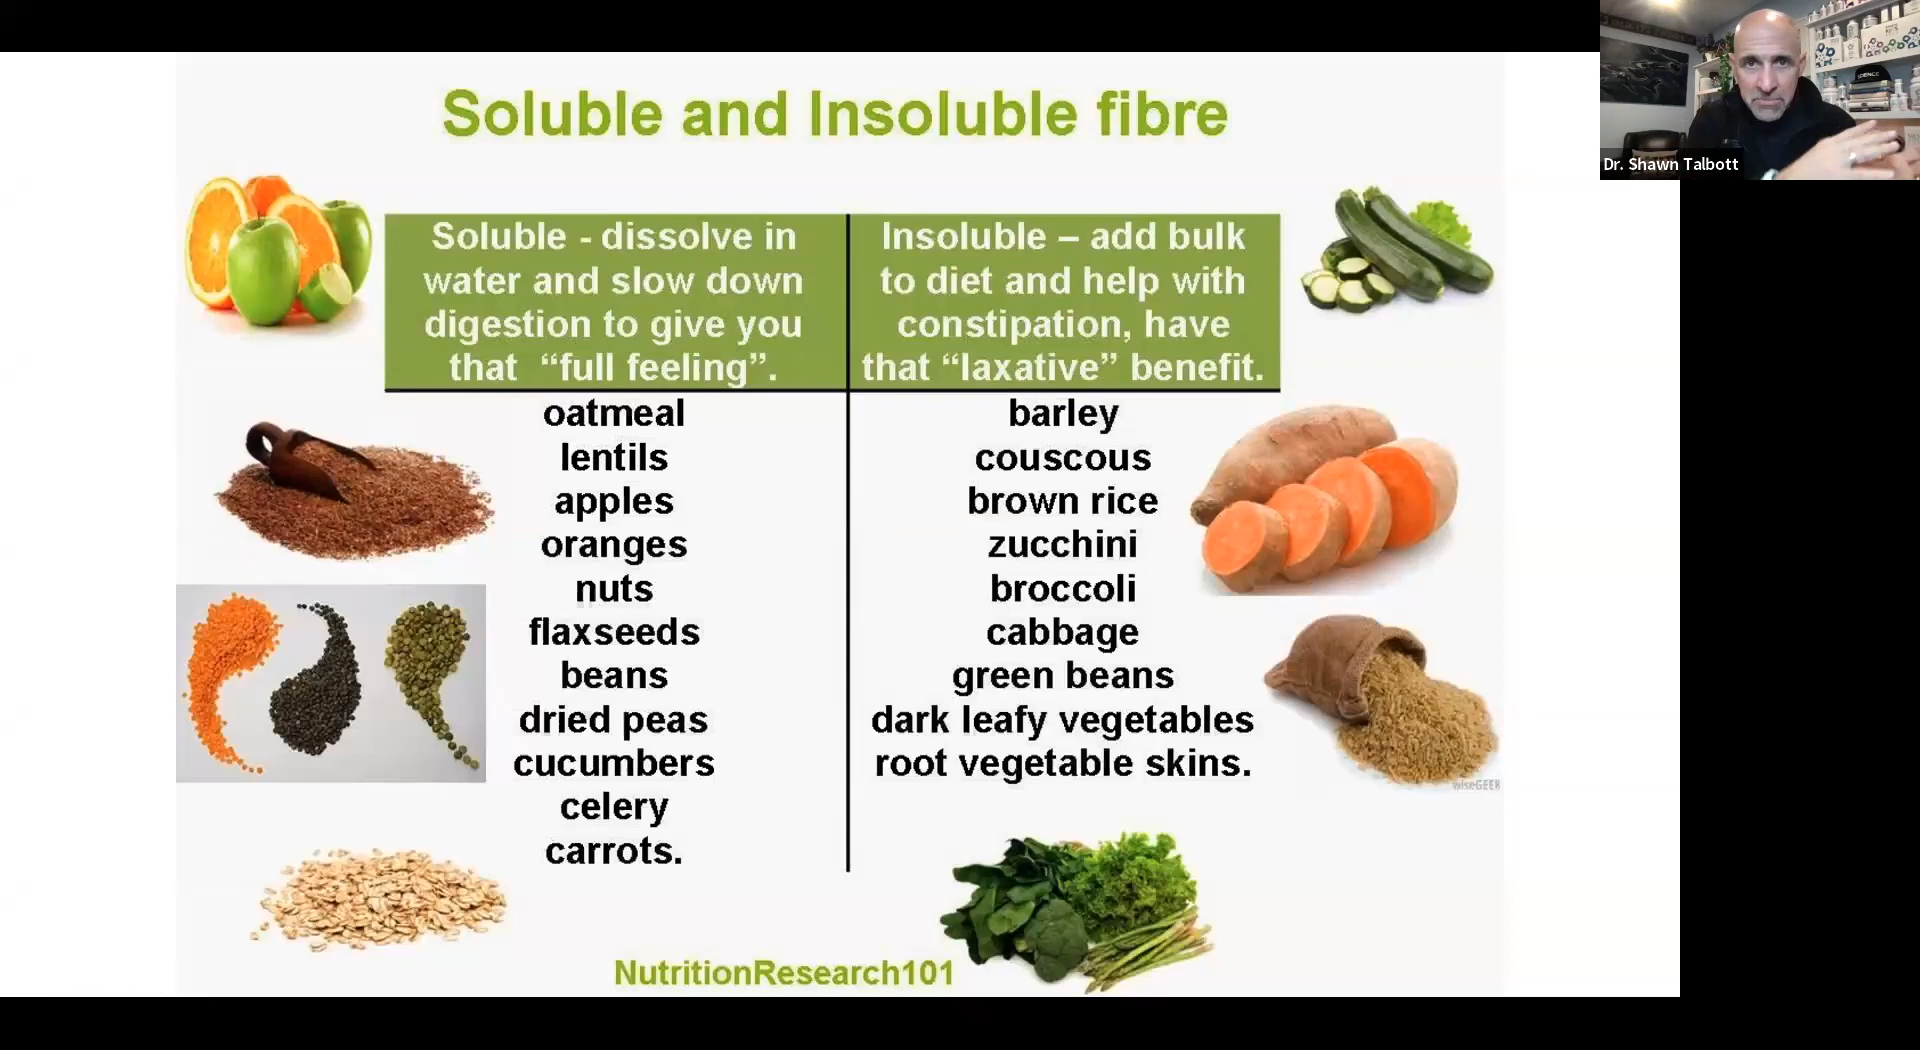 Soluble and Insoluble fibre
Dr. Shawn Talbott
Soluble - dissolve in
water and slow down
digestion to give you
that “full feeling”.
Insoluble – add bulk
to diet and help with
constipation, have
that “laxative” benefit.
oatmeal
lentils
apples
oranges
nuts
flaxseeds
beans
dried peas
cucumbers
celery
carrots.
barley
couscous
brown rice
zucchini
broccoli
cabbage
green beans
dark leafy vegetables
root vegetable skins.
wiseGEEK
NutritionResearch101